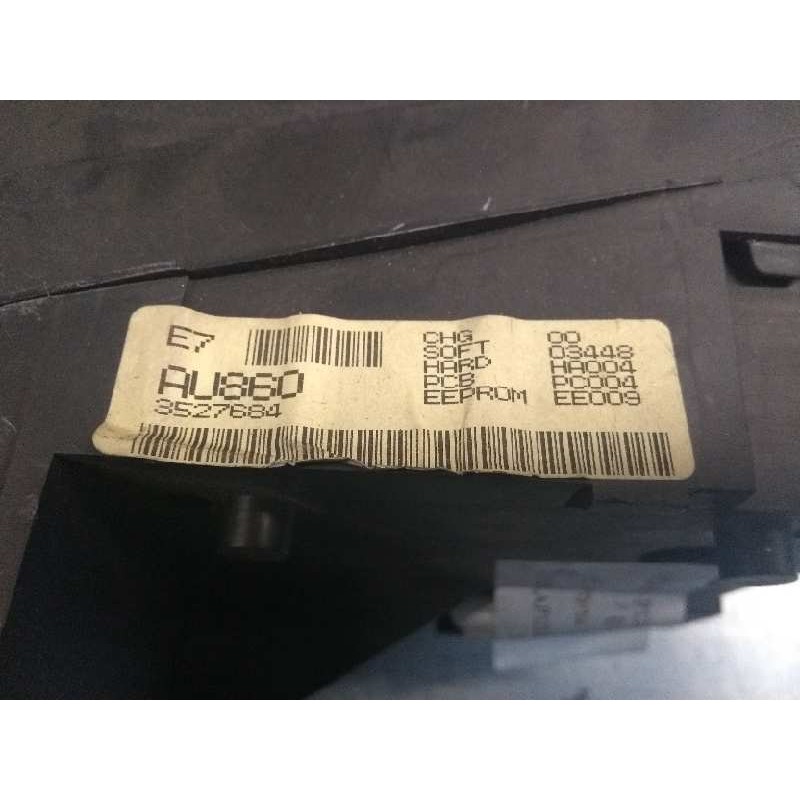 E7
AU860
3527684
CHG 00
SOFT 03448
HARD HA004
PCB PC004
EEPROM EE009